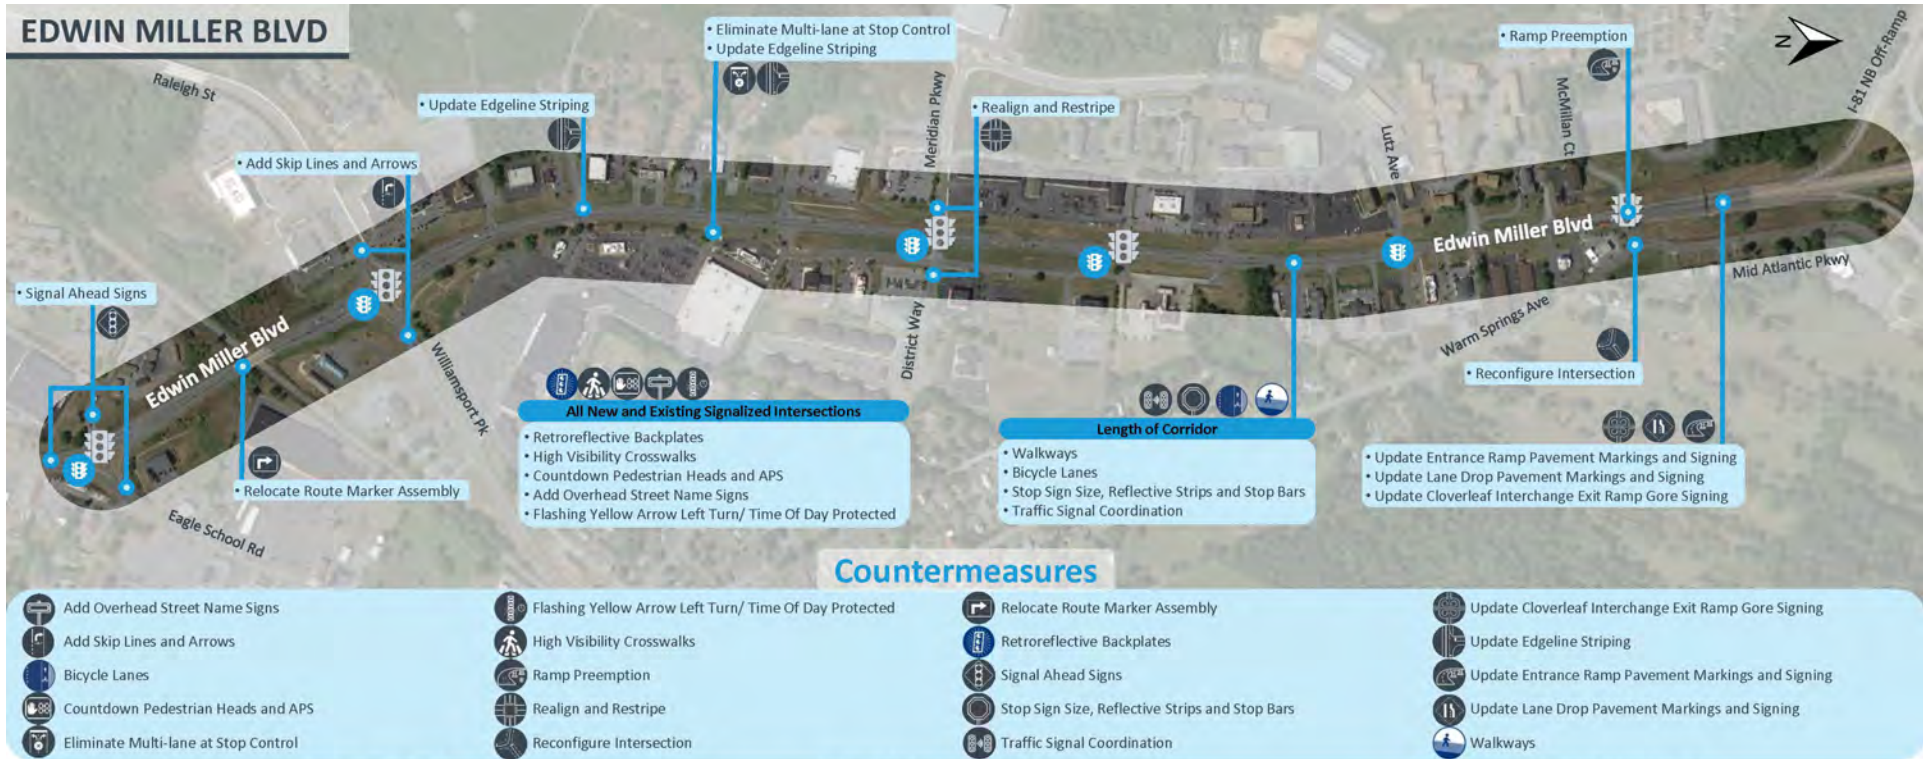 EDWIN MILLER BLVD
• Eliminate Multi-lane at Stop Control
• Update Edgeline Striping
• Ramp Preemption
N
Raleigh St
• Update Edgeline Striping
Meridian Pkwy
• Realign and Restripe
McMillan Ct
I-81 NB Off-Ramp
Lutz Ave
• Add Skip Lines and Arrows
Edwin Miller Blvd
Mid Atlantic Pkwy
• Signal Ahead Signs
Edwin Miller Blvd
Williamsport Pk
District Way
Warm Springs Ave
• Reconfigure Intersection
• Relocate Route Marker Assembly
Eagle School Rd
All New and Existing Signalized Intersections
• Retroreflective Backplates
• High Visibility Crosswalks
• Countdown Pedestrian Heads and APS
• Add Overhead Street Name Signs
• Flashing Yellow Arrow Left Turn/ Time Of Day Protected
Length of Corridor
• Walkways
• Bicycle Lanes
• Stop Sign Size, Reflective Strips and Stop Bars
• Traffic Signal Coordination
• Update Entrance Ramp Pavement Markings and Signing
• Update Lane Drop Pavement Markings and Signing
• Update Cloverleaf Interchange Exit Ramp Gore Signing
Countermeasures
Add Overhead Street Name Signs
Add Skip Lines and Arrows
Bicycle Lanes
Countdown Pedestrian Heads and APS
Eliminate Multi-lane at Stop Control
Flashing Yellow Arrow Left Turn/ Time Of Day Protected
High Visibility Crosswalks
Ramp Preemption
Realign and Restripe
Reconfigure Intersection
Relocate Route Marker Assembly
Retroreflective Backplates
Signal Ahead Signs
Stop Sign Size, Reflective Strips and Stop Bars
Traffic Signal Coordination
Update Cloverleaf Interchange Exit Ramp Gore Signing
Update Edgeline Striping
Update Entrance Ramp Pavement Markings and Signing
Update Lane Drop Pavement Markings and Signing
Walkways